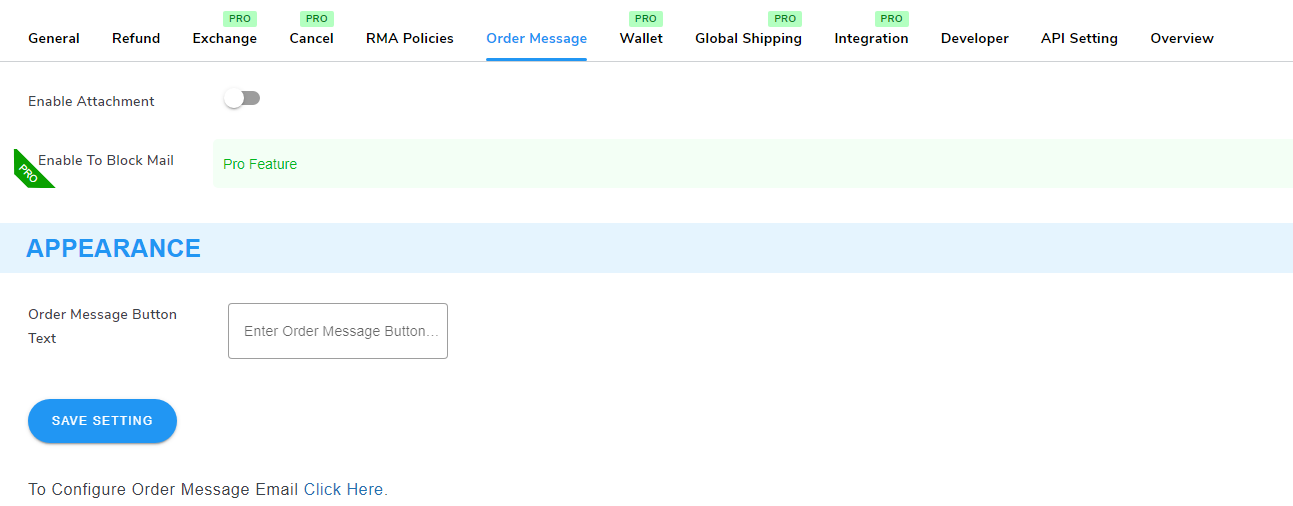 PRO PRO PRO PRO PRO
General Refund Exchange Cancel RMA Policies Order Message Wallet Global Shipping Integration Developer API Setting Overview
Enable Attachment
PRO Enable To Block Mail Pro Feature
APPEARANCE
Order Message Button
Text
Enter Order Message Button...
SAVE SETTING
To Configure Order Message Email Click Here.